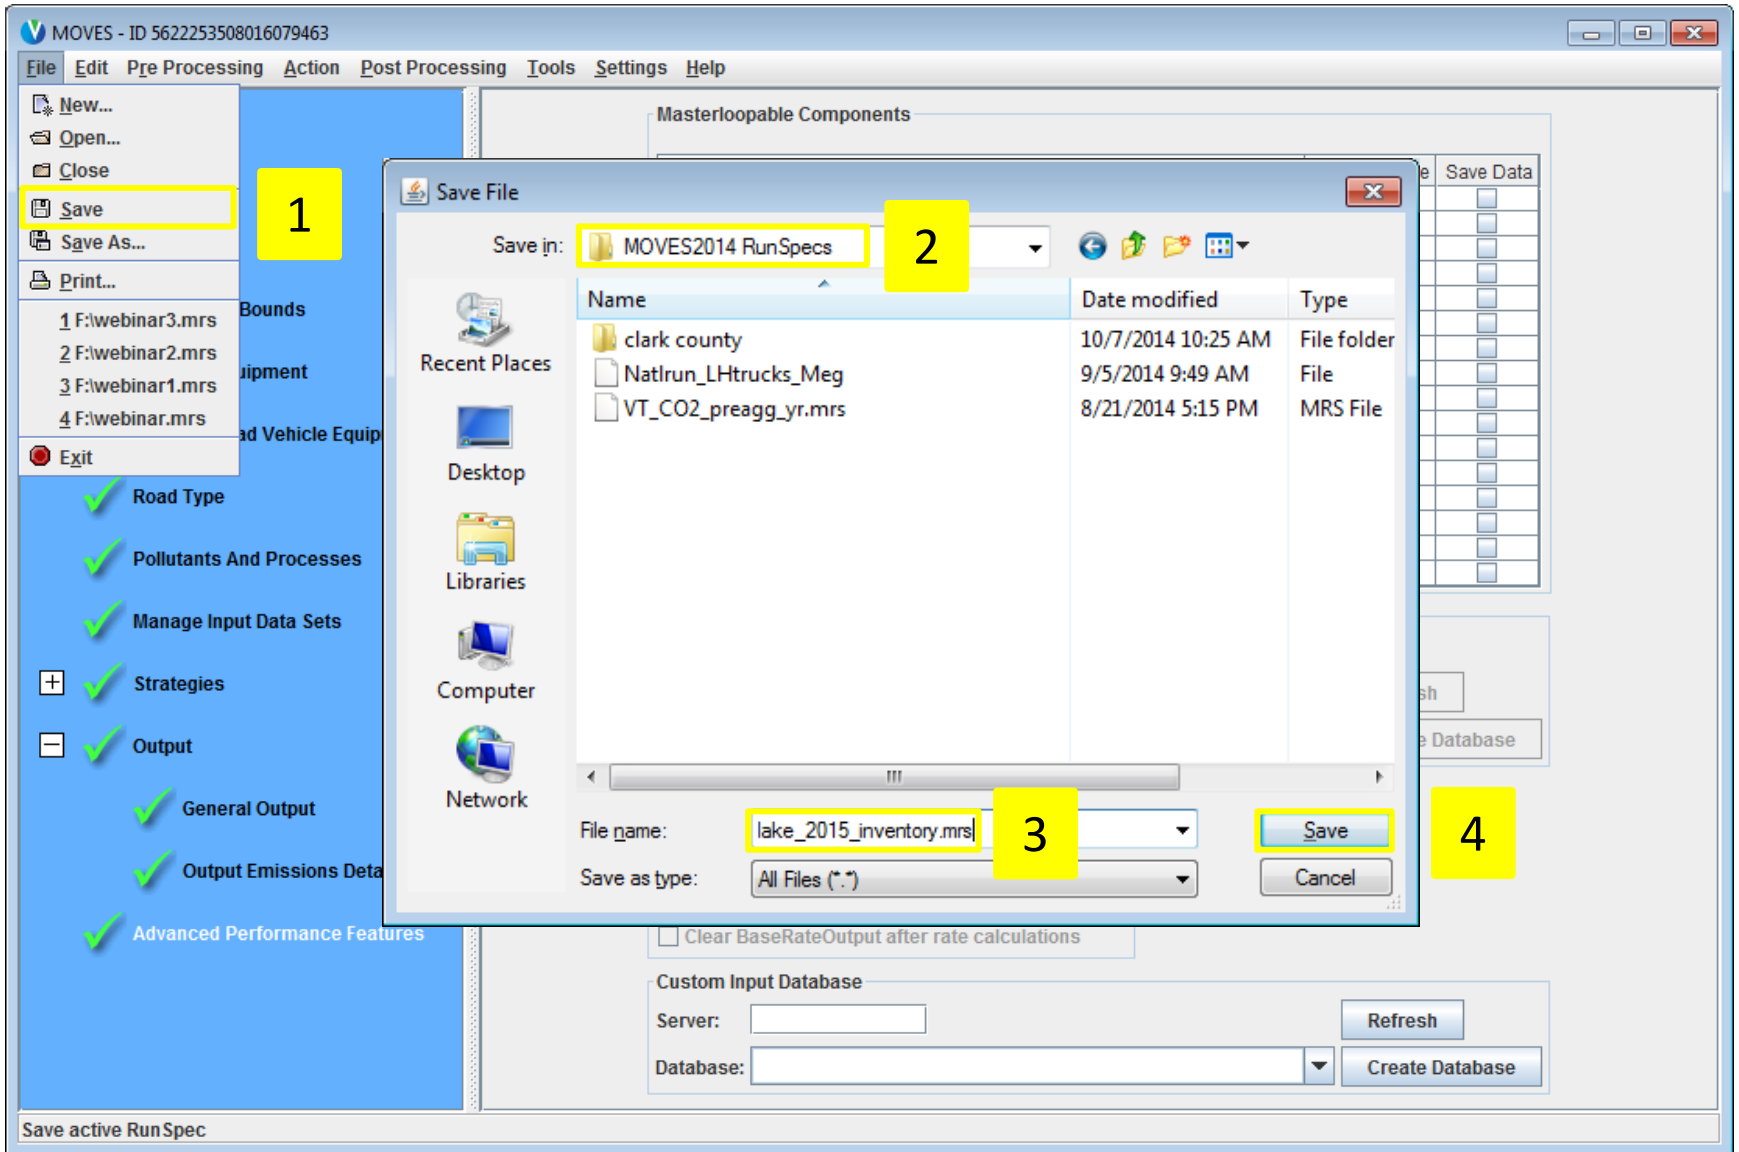 MOVES - ID 5622253508016079463
File Edit Pre Processing Action Post Processing Tools Settings Help
New...
Open...
Close
Save
Save As...
Print...
1 F:\webinar3.mrs
2 F:\webinar2.mrs
3 F:\webinar1.mrs
4 F:\webinar.mrs
Exit
1
Bounds
uipment
ad Vehicle Equip
Road Type
Pollutants And Processes
Manage Input Data Sets
Strategies
Output
General Output
Output Emissions Deta
Advanced Performance Features
Masterloopable Components
e Save Data
Save File
Save in: MOVES2014 RunSpecs
2
Name Date modified Type
clark county 10/7/2014 10:25 AM File folder
Natlrun_LHtrucks_Meg 9/5/2014 9:49 AM File
VT_CO2_preagg_yr.mrs 8/21/2014 5:15 PM MRS File
Recent Places
Desktop
Libraries
Computer
Network
File name: lake_2015_inventory.mrs
3
Save
4
Save as type: All Files (*.*)
Cancel
sh
e Database
Clear BaseRateOutput after rate calculations
Custom Input Database
Server:
Refresh
Database:
Create Database
Save active RunSpec